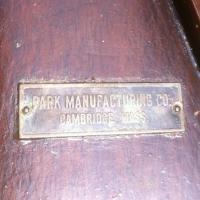 PARK MANUFACTURING CO.
CAMBRIDGE MASS